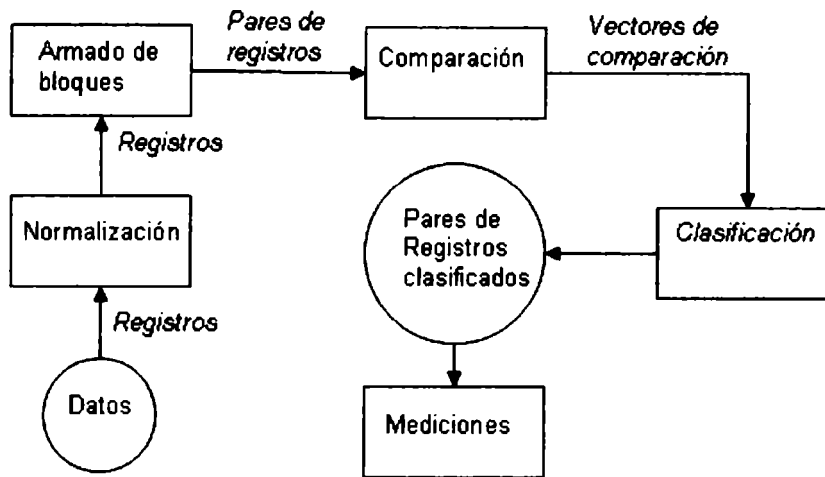 Armado de
bloques
Pares de
registros
Comparación
Vectores de
comparación
Registros
Normalización
Pares de
Registros
clasificados
Clasificación
Registros
Datos
Mediciones